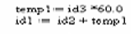 temp1 := id3 *60.0
id1 := id2 + temp1